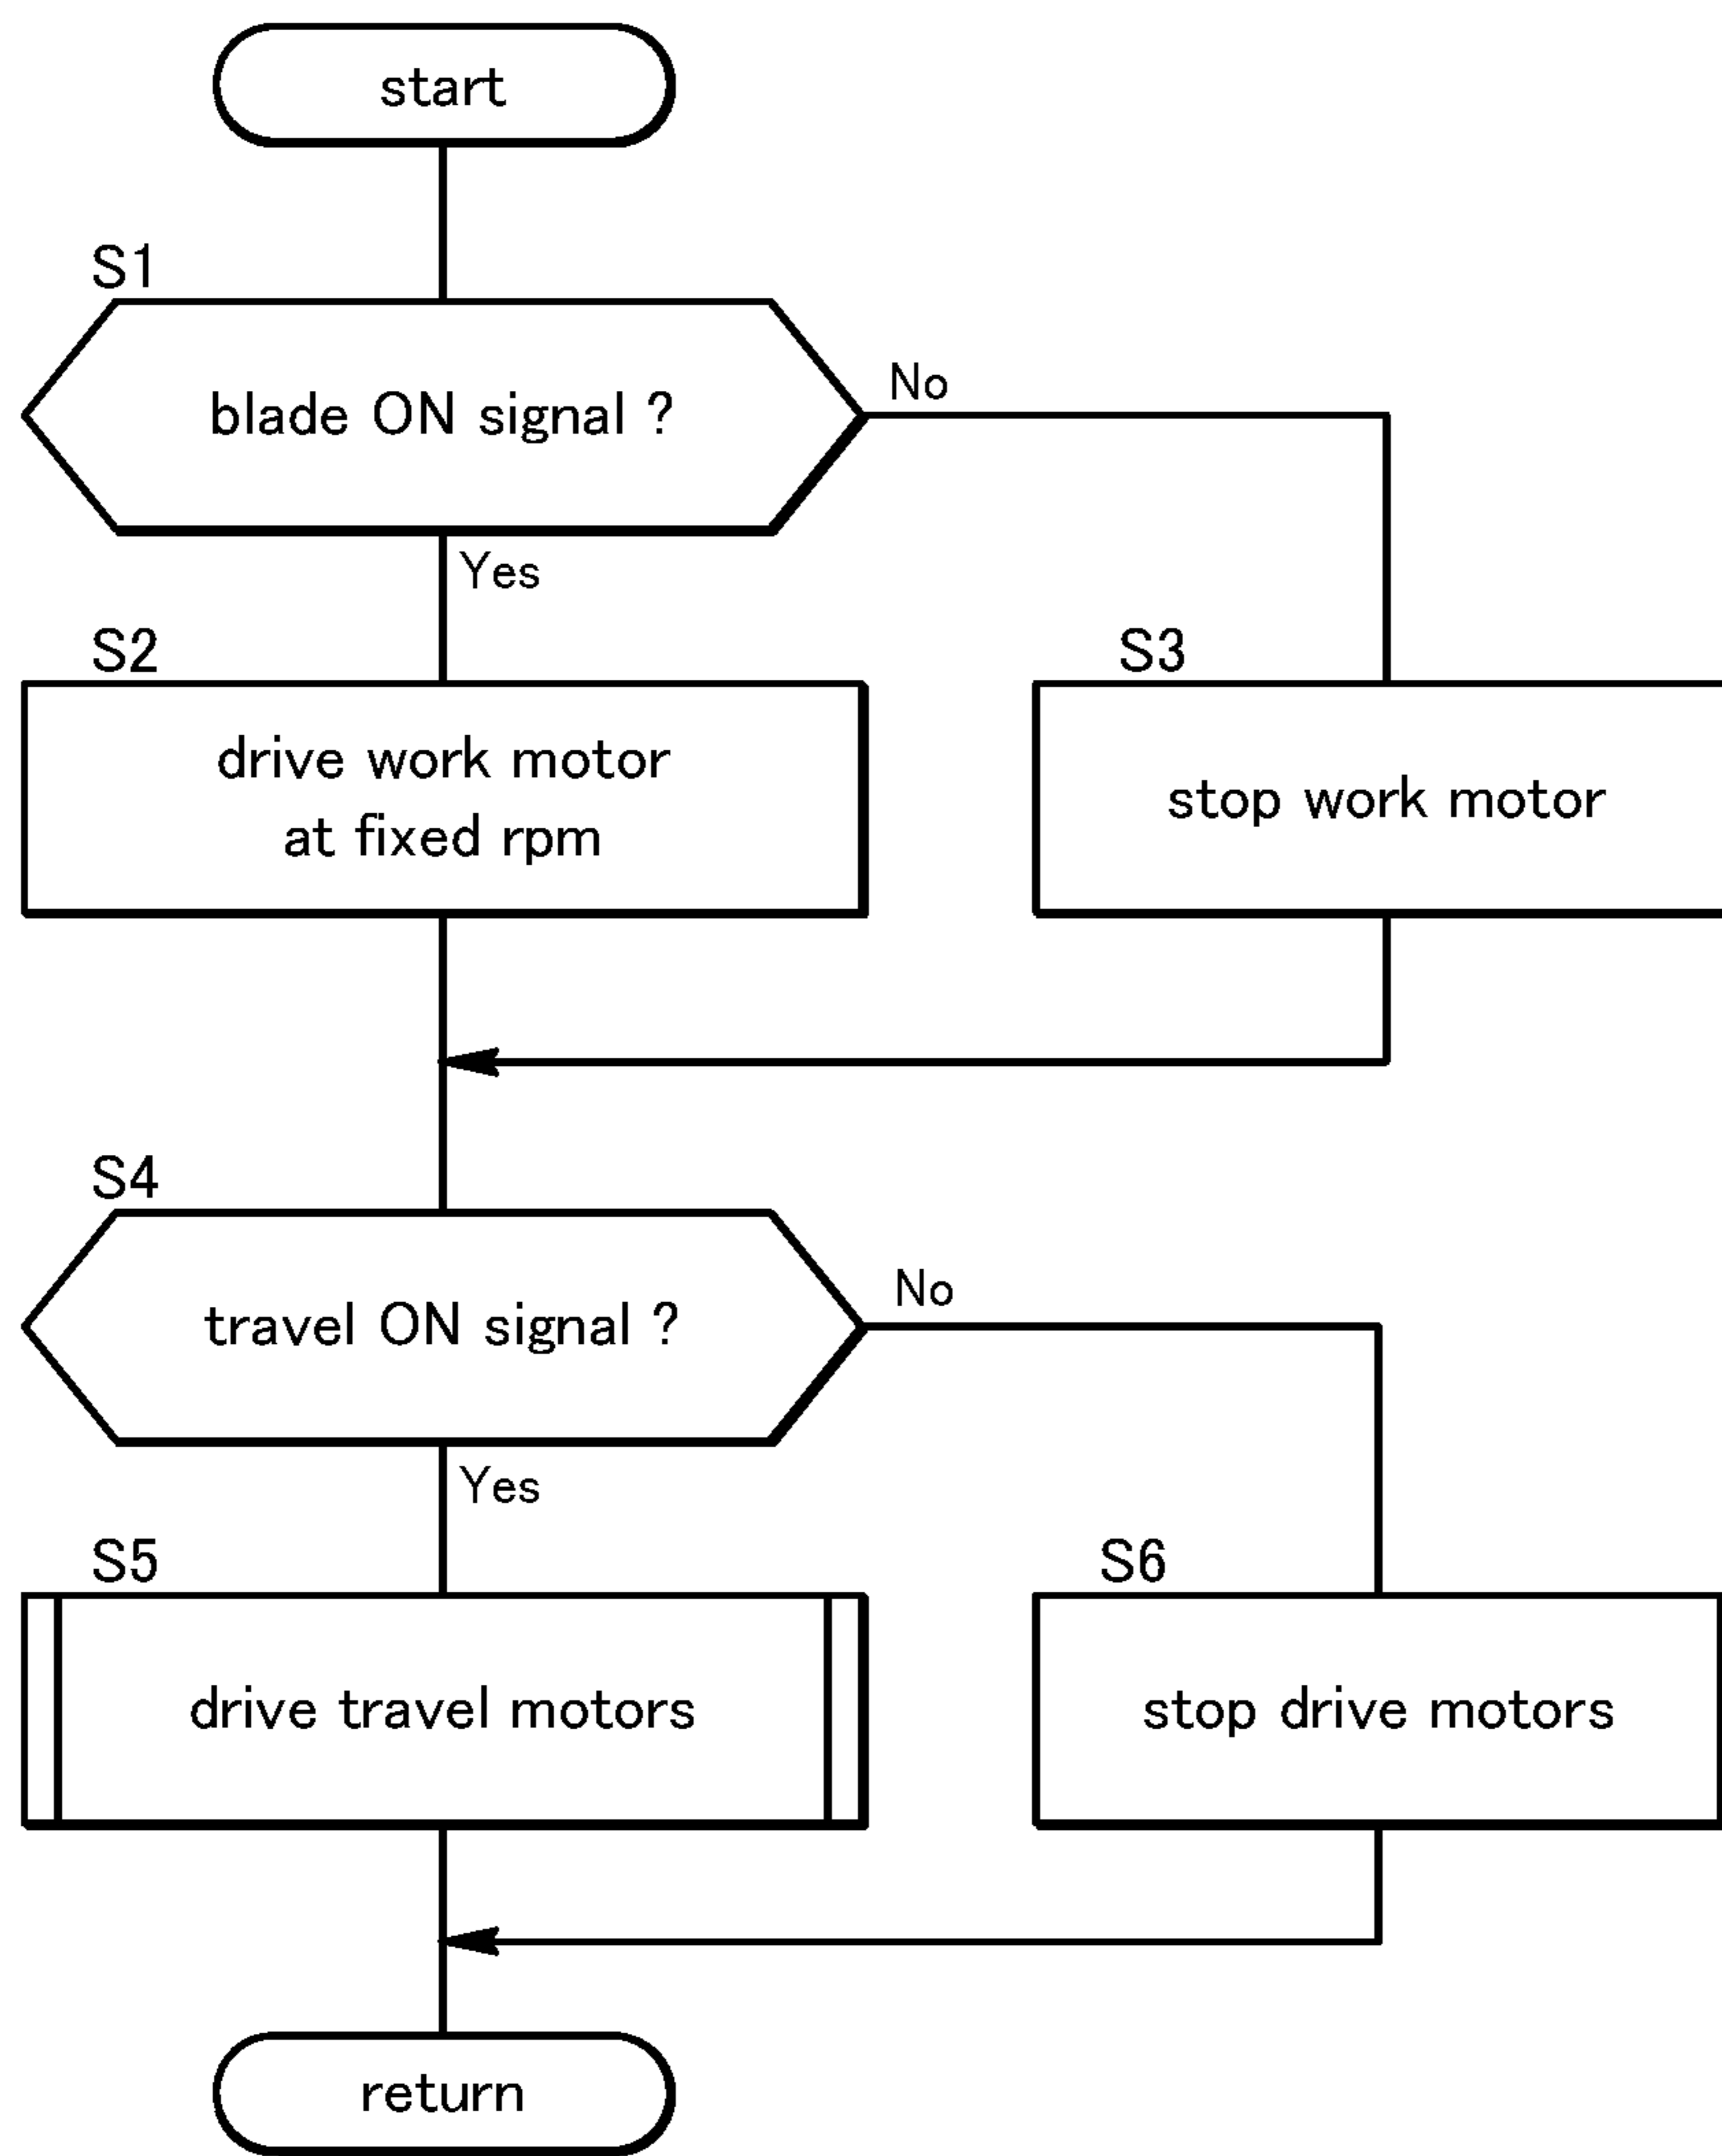 start
S1
blade ON signal ?
No
Yes
S2
S3
drive work motor
at fixed rpm
stop work motor
S4
travel ON signal ?
No
Yes
S5
S6
drive travel motors
stop drive motors
return